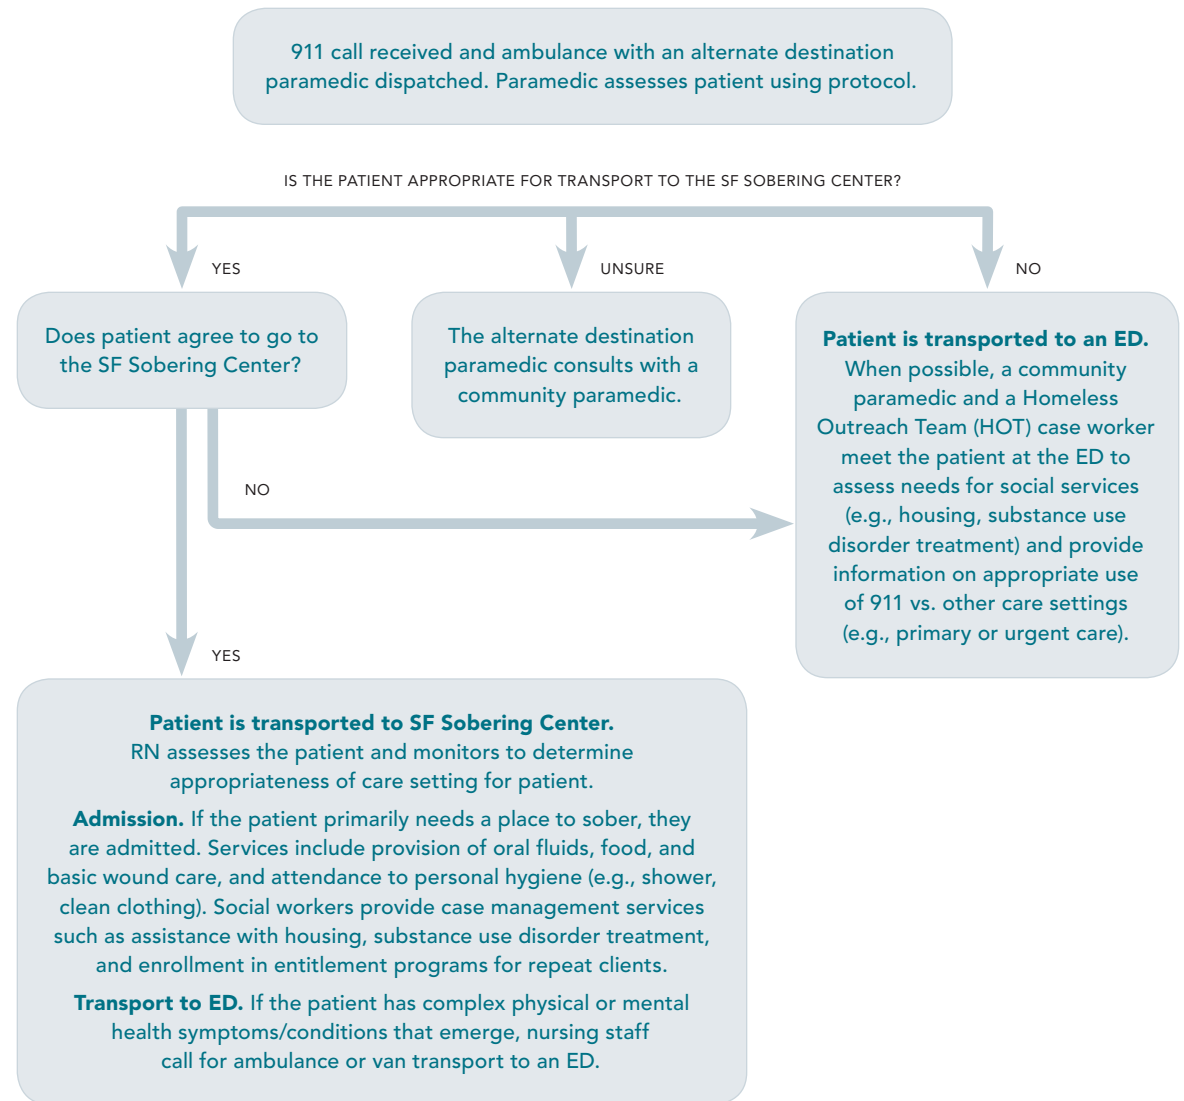 911 call received and ambulance with an alternate destination
paramedic dispatched. Paramedic assesses patient using protocol.
IS THE PATIENT APPROPRIATE FOR TRANSPORT TO THE SF SOBERING CENTER?
YES
UNSURE
NO
Does patient agree to go to
the SF Sobering Center?
The alternate destination
paramedic consults with a
community paramedic.
Patient is transported to an ED.
When possible, a community
paramedic and a Homeless
Outreach Team (HOT) case worker
meet the patient at the ED to
assess needs for social services
(e.g., housing, substance use
disorder treatment) and provide
information on appropriate use
of 911 vs. other care settings
(e.g., primary or urgent care).
NO
YES
Patient is transported to SF Sobering Center.
RN assesses the patient and monitors to determine
appropriateness of care setting for patient.
Admission. If the patient primarily needs a place to sober, they
are admitted. Services include provision of oral fluids, food, and
basic wound care, and attendance to personal hygiene (e.g., shower,
clean clothing). Social workers provide case management services
such as assistance with housing, substance use disorder treatment,
and enrollment in entitlement programs for repeat clients.
Transport to ED. If the patient has complex physical or mental
health symptoms/conditions that emerge, nursing staff
call for ambulance or van transport to an ED.